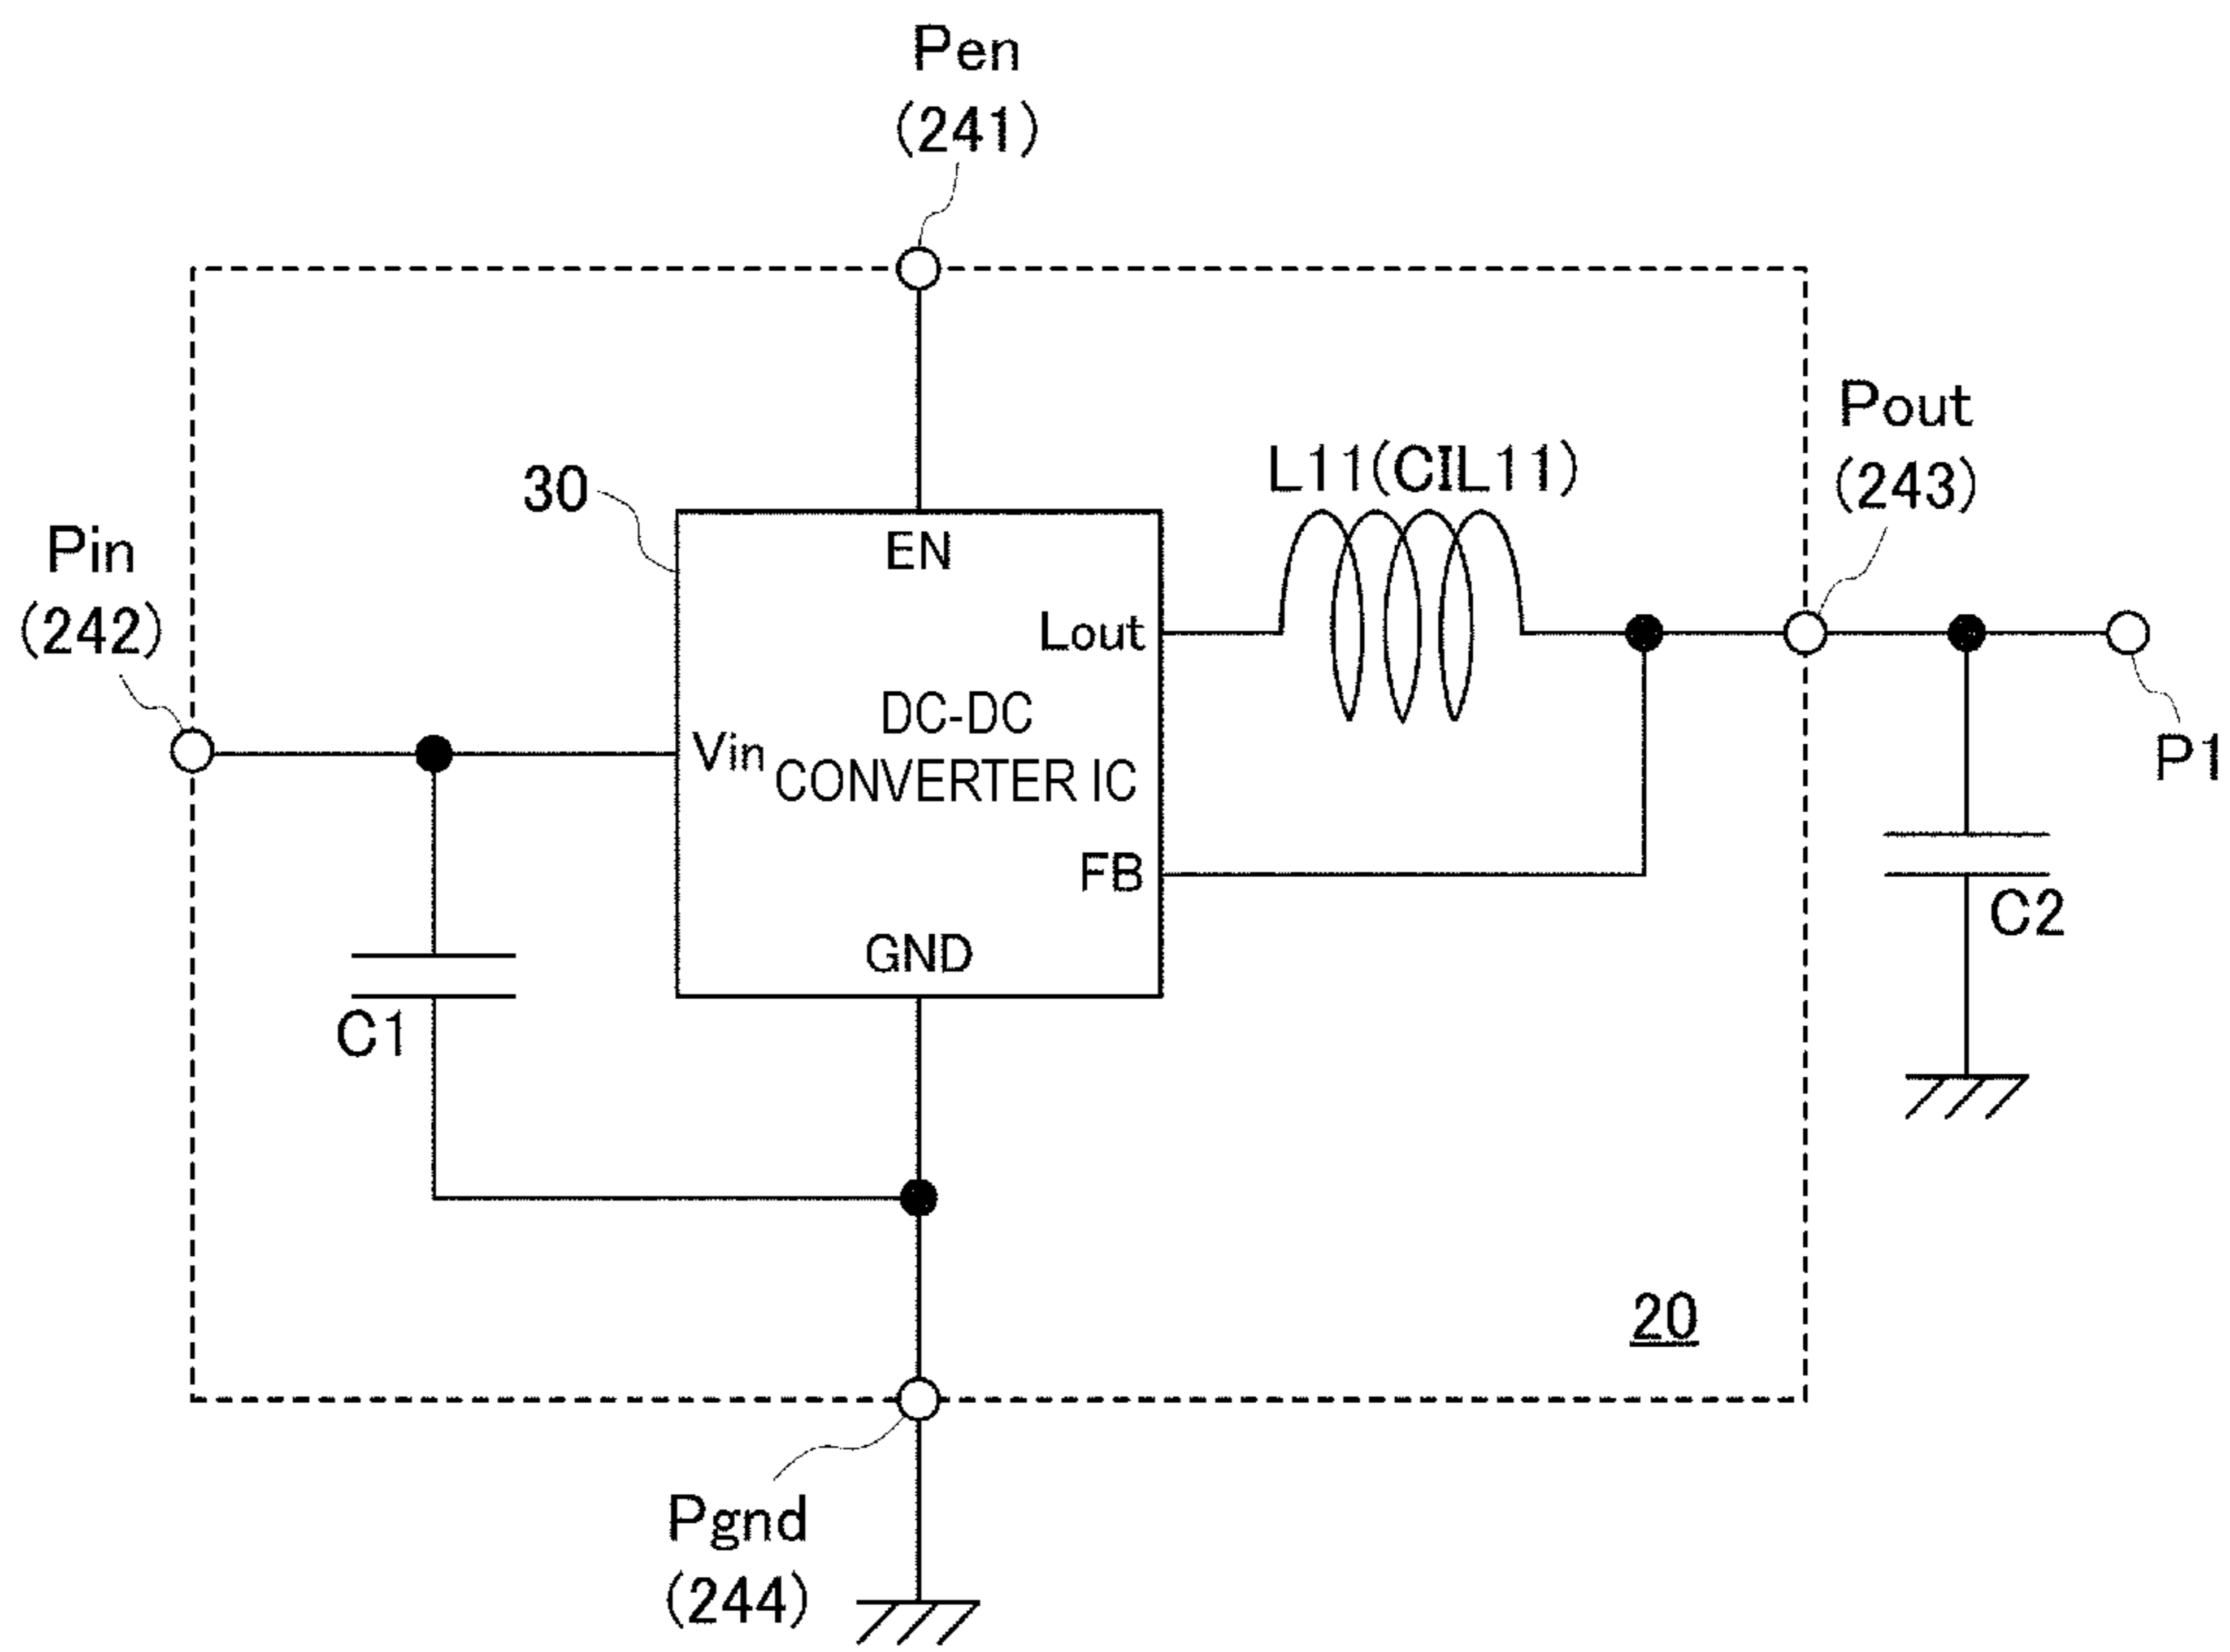 Pen
(241)
Pout
(243)
L11(CIL11)
30
Pin
(242)
EN
Lout
DC-DC
Vin
CONVERTER IC
P1
FB
C2
GND
C1
20
Pgnd
(244)